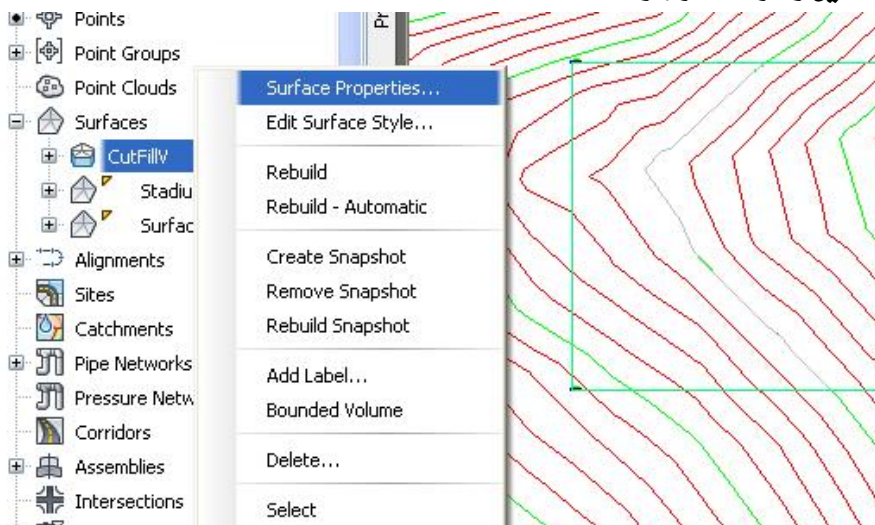 Points
Point Groups
Point Clouds
Surfaces
CutFillV
Stadiu
Surfac
Alignments
Sites
Catchments
Pipe Networks
Pressure Netw
Corridors
Assemblies
Intersections
Surface Properties...
Edit Surface Style...
Rebuild
Rebuild - Automatic
Create Snapshot
Remove Snapshot
Rebuild Snapshot
Add Label...
Bounded Volume
Delete...
Select
Pr